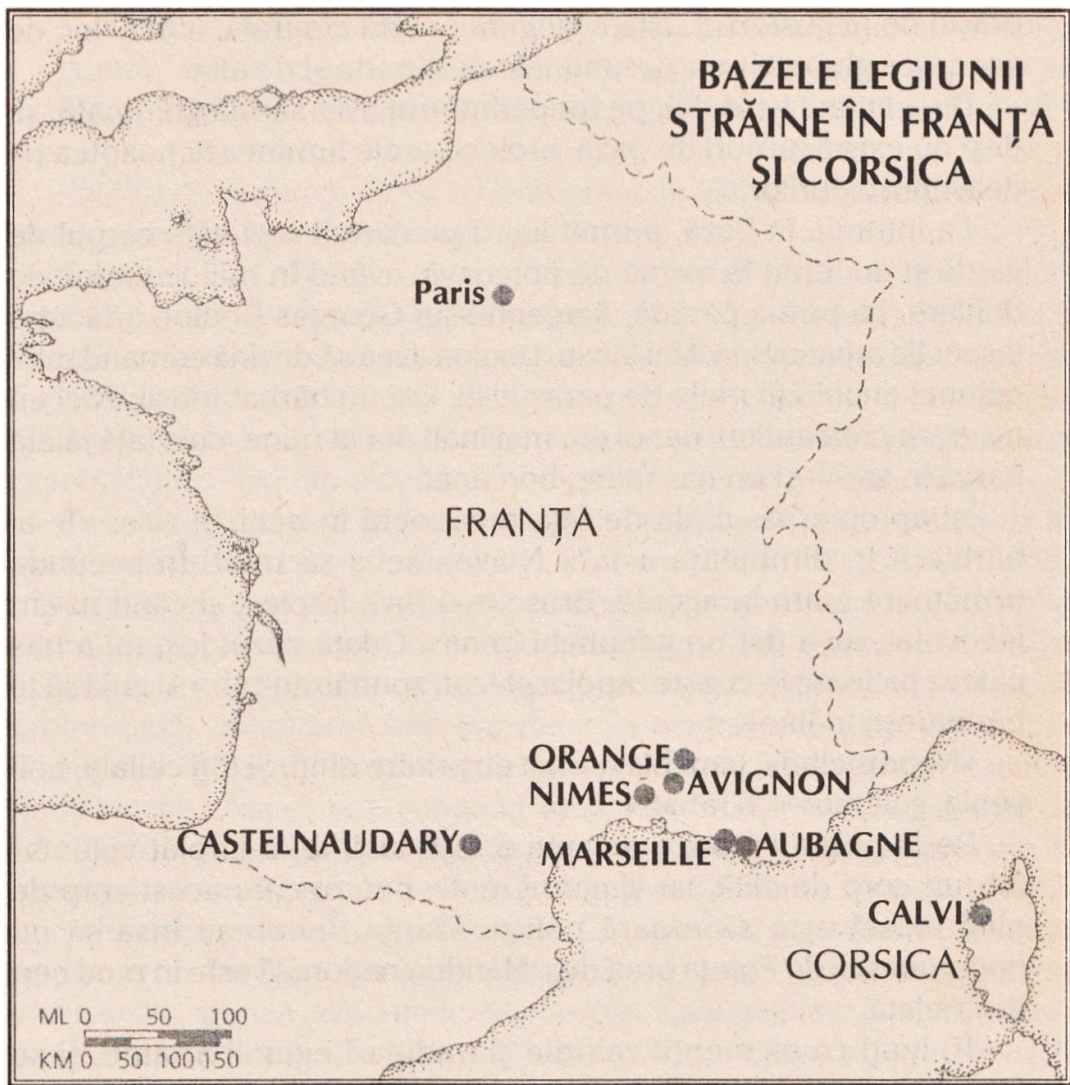 BAZELE LEGIUNII
STRĂINE ÎN FRANȚA
ȘI CORSICA
Paris
FRANȚA
ORANGE
AVIGNON
NIMES
CASTELNAUDARY
MARSEILLE
AUBAGNE
CALVI
CORSICA
ML 0 50 100
KM 0 50 100 150